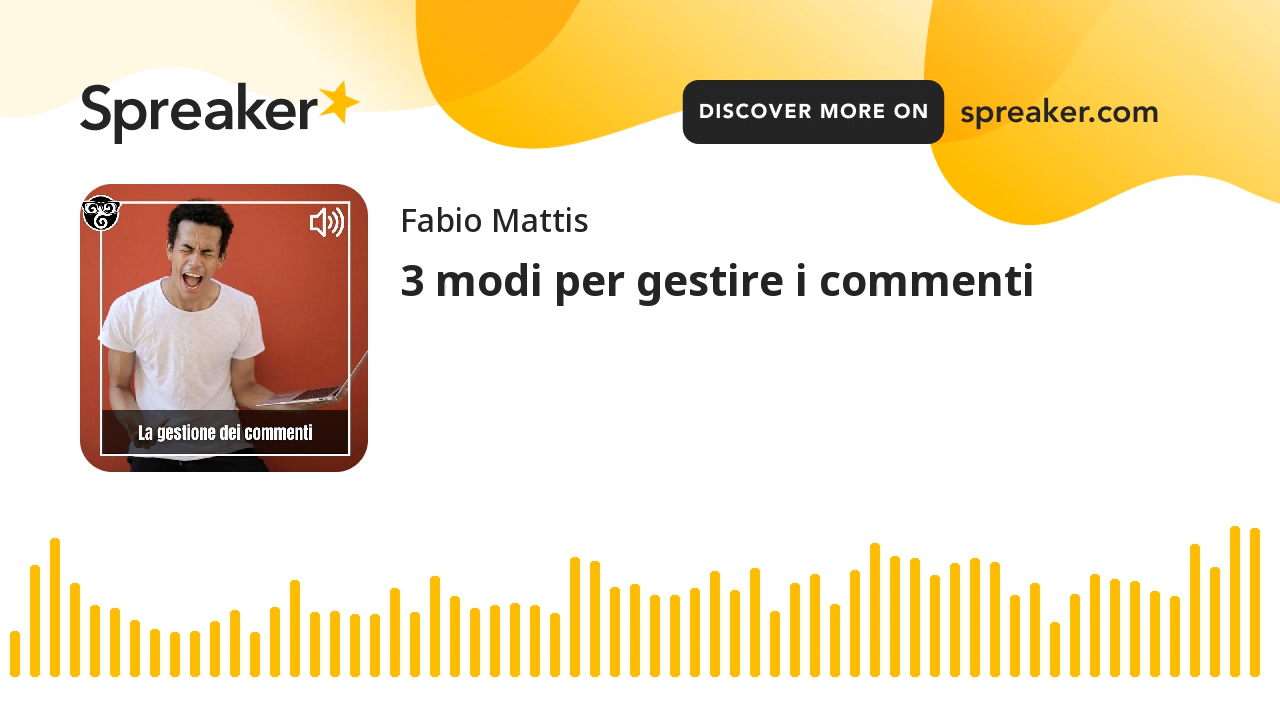 Spreaker
DISCOVER MORE ON
spreaker.com
Fabio Mattis
3 modi per gestire i commenti
La gestione dei commenti